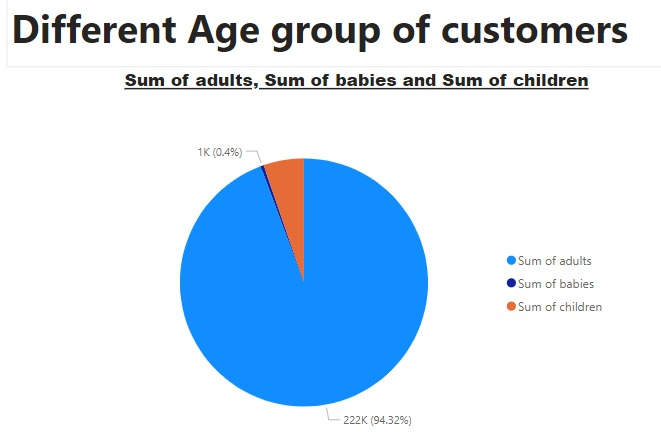 Different Age group of customers
Sum of adults, Sum of babies and Sum of children
1K (0.4%)
Sum of adults
Sum of babies
Sum of children
222K (94.32%)